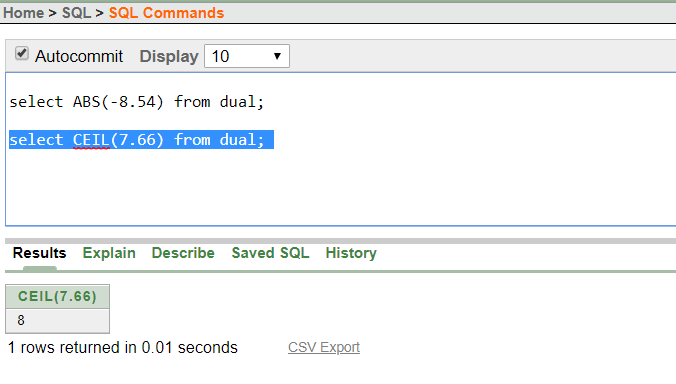 Home > SQL > SQL Commands
Autocommit Display 10
select ABS(-8.54) from dual;
select CEIL(7.66) from dual;
Results Explain Describe Saved SQL History
CEIL(7.66)
8
1 rows returned in 0.01 seconds CSV Export